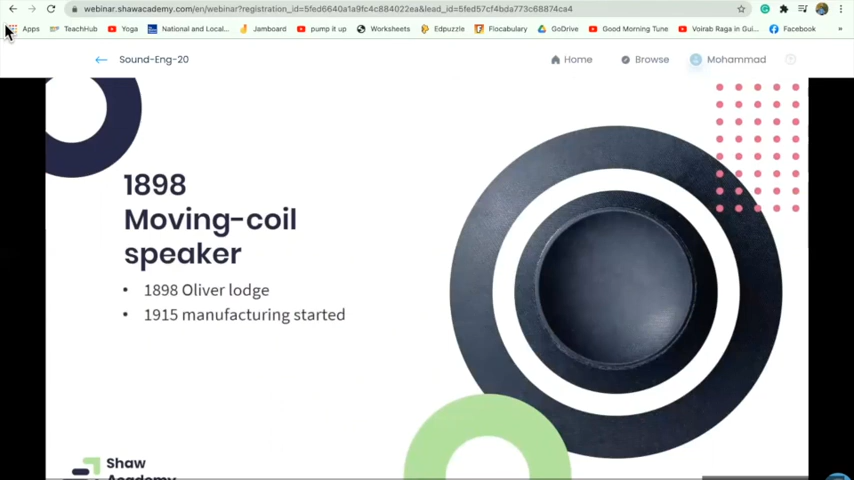 webinar.shawacademy.com/en/webinar?registration_id=5fed6640a1a9fc4c884022ea&lead_id=5fed57cf4bda773c68874ca4
Apps TeachHub Yoga National and Local... Jamboard pump it up Worksheets Edpuzzle Flocabulary GoDrive Good Morning Tune Voirab Raga in Gui... Facebook »
Sound-Eng-20 Home Browse Mohammad
1898
Moving-coil
speaker
• 1898 Oliver lodge
• 1915 manufacturing started
Shaw
Academy